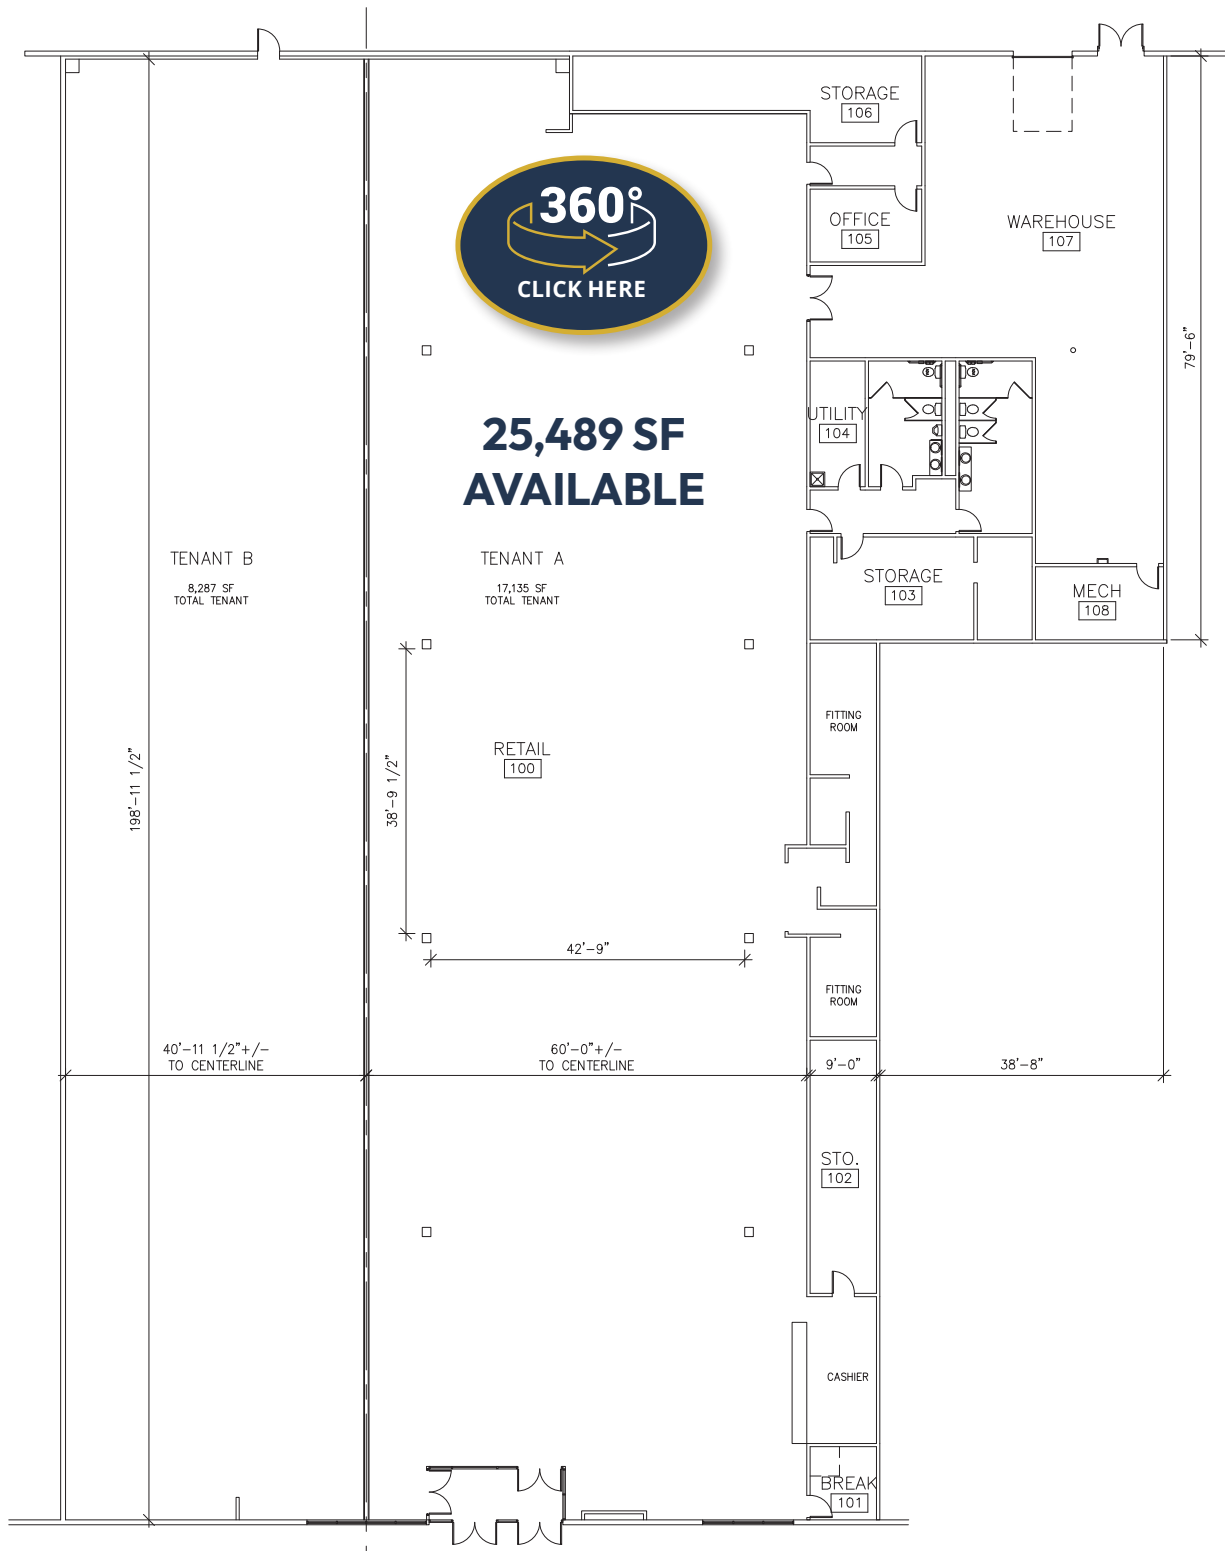 STORAGE
106
360°
CLICK HERE
OFFICE
105
WAREHOUSE
107
79'-6"
25,489 SF
AVAILABLE
UTILITY
104
TENANT B
8,287 SF
TOTAL TENANT
TENANT A
17,135 SF
TOTAL TENANT
STORAGE
103
MECH
108
FITTING
ROOM
RETAIL
100
198'-11 1/2"
38'-9 1/2"
42'-9"
FITTING
ROOM
40'-11 1/2"+/-
TO CENTERLINE
60'-0"+/-
TO CENTERLINE
9'-0"
38'-8"
STO.
102
CASHIER
BREAK
101